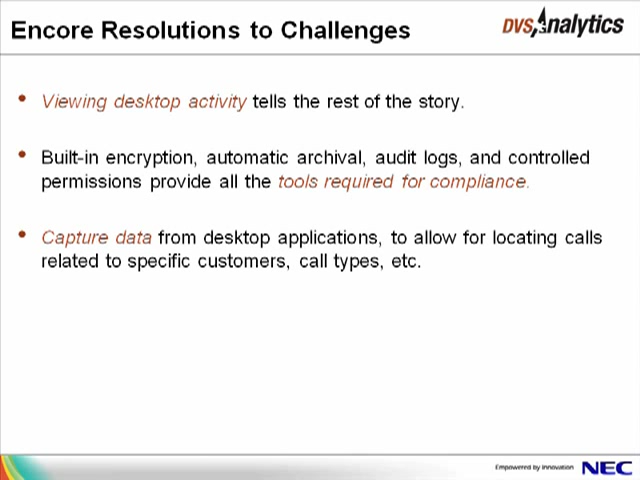 Encore Resolutions to Challenges
DVSAnalytics
• Viewing desktop activity tells the rest of the story.
• Built-in encryption, automatic archival, audit logs, and controlled
permissions provide all the tools required for compliance.
• Capture data from desktop applications, to allow for locating calls
related to specific customers, call types, etc.
Empowered by Innovation NEC